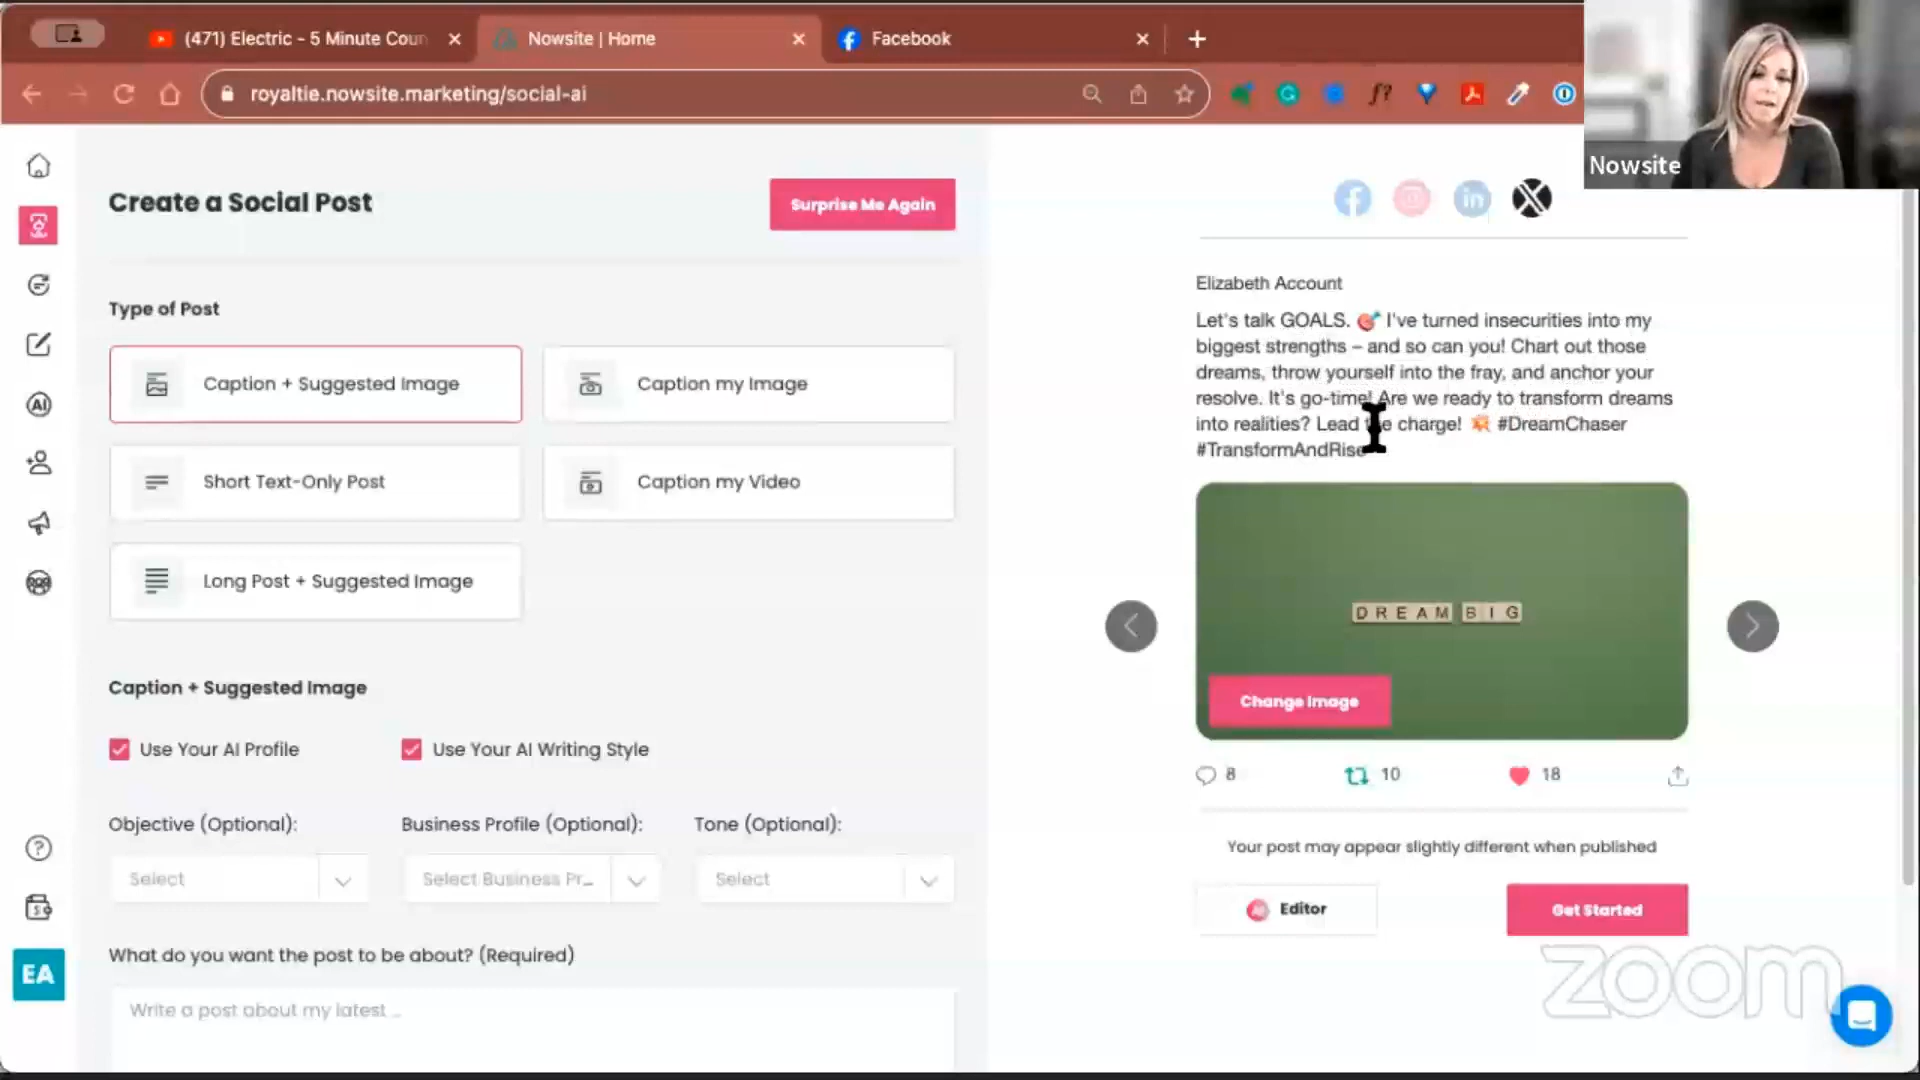 (471) Electric - 5 Minute Coun
Nowsite | Home
Facebook
royaltie.nowsite.marketing/social-ai
f?
Nowsite
Create a Social Post
Surprise Me Again
Type of Post
Caption + Suggested Image
Caption my Image
Short Text-Only Post
Caption my Video
Long Post + Suggested Image
Caption + Suggested Image
Use Your AI Profile
Use Your AI Writing Style
Objective (Optional):
Business Profile (Optional):
Tone (Optional):
Select
Select Business Pr...
Select
What do you want the post to be about? (Required)
Write a post about my latest ...
AI
EA
in
Elizabeth Account
Let's talk GOALS. 🎯 I've turned insecurities into my
biggest strengths – and so can you! Chart out those
dreams, throw yourself into the fray, and anchor your
resolve. It's go-time! Are we ready to transform dreams
into realities? Lead the charge! 💥 #DreamChaser
#TransformAndRise
DREAM BIG
Change Image
8
10
18
Your post may appear slightly different when published
Editor
Get Started
zoom